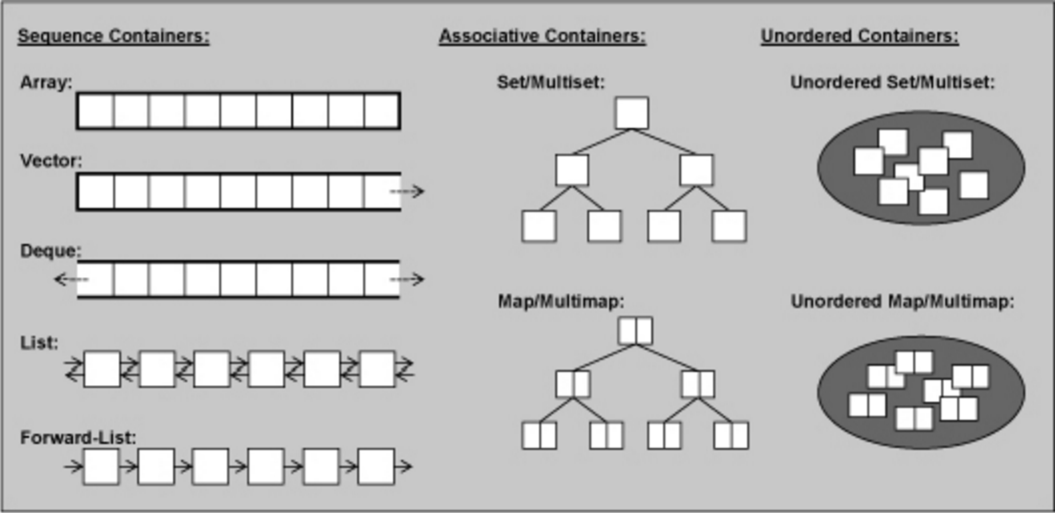 Sequence Containers:
Array:
Vector:
Deque:
List:
Forward-List:
Associative Containers:
Set/Multiset:
Map/Multimap:
Unordered Containers:
Unordered Set/Multiset:
Unordered Map/Multimap: